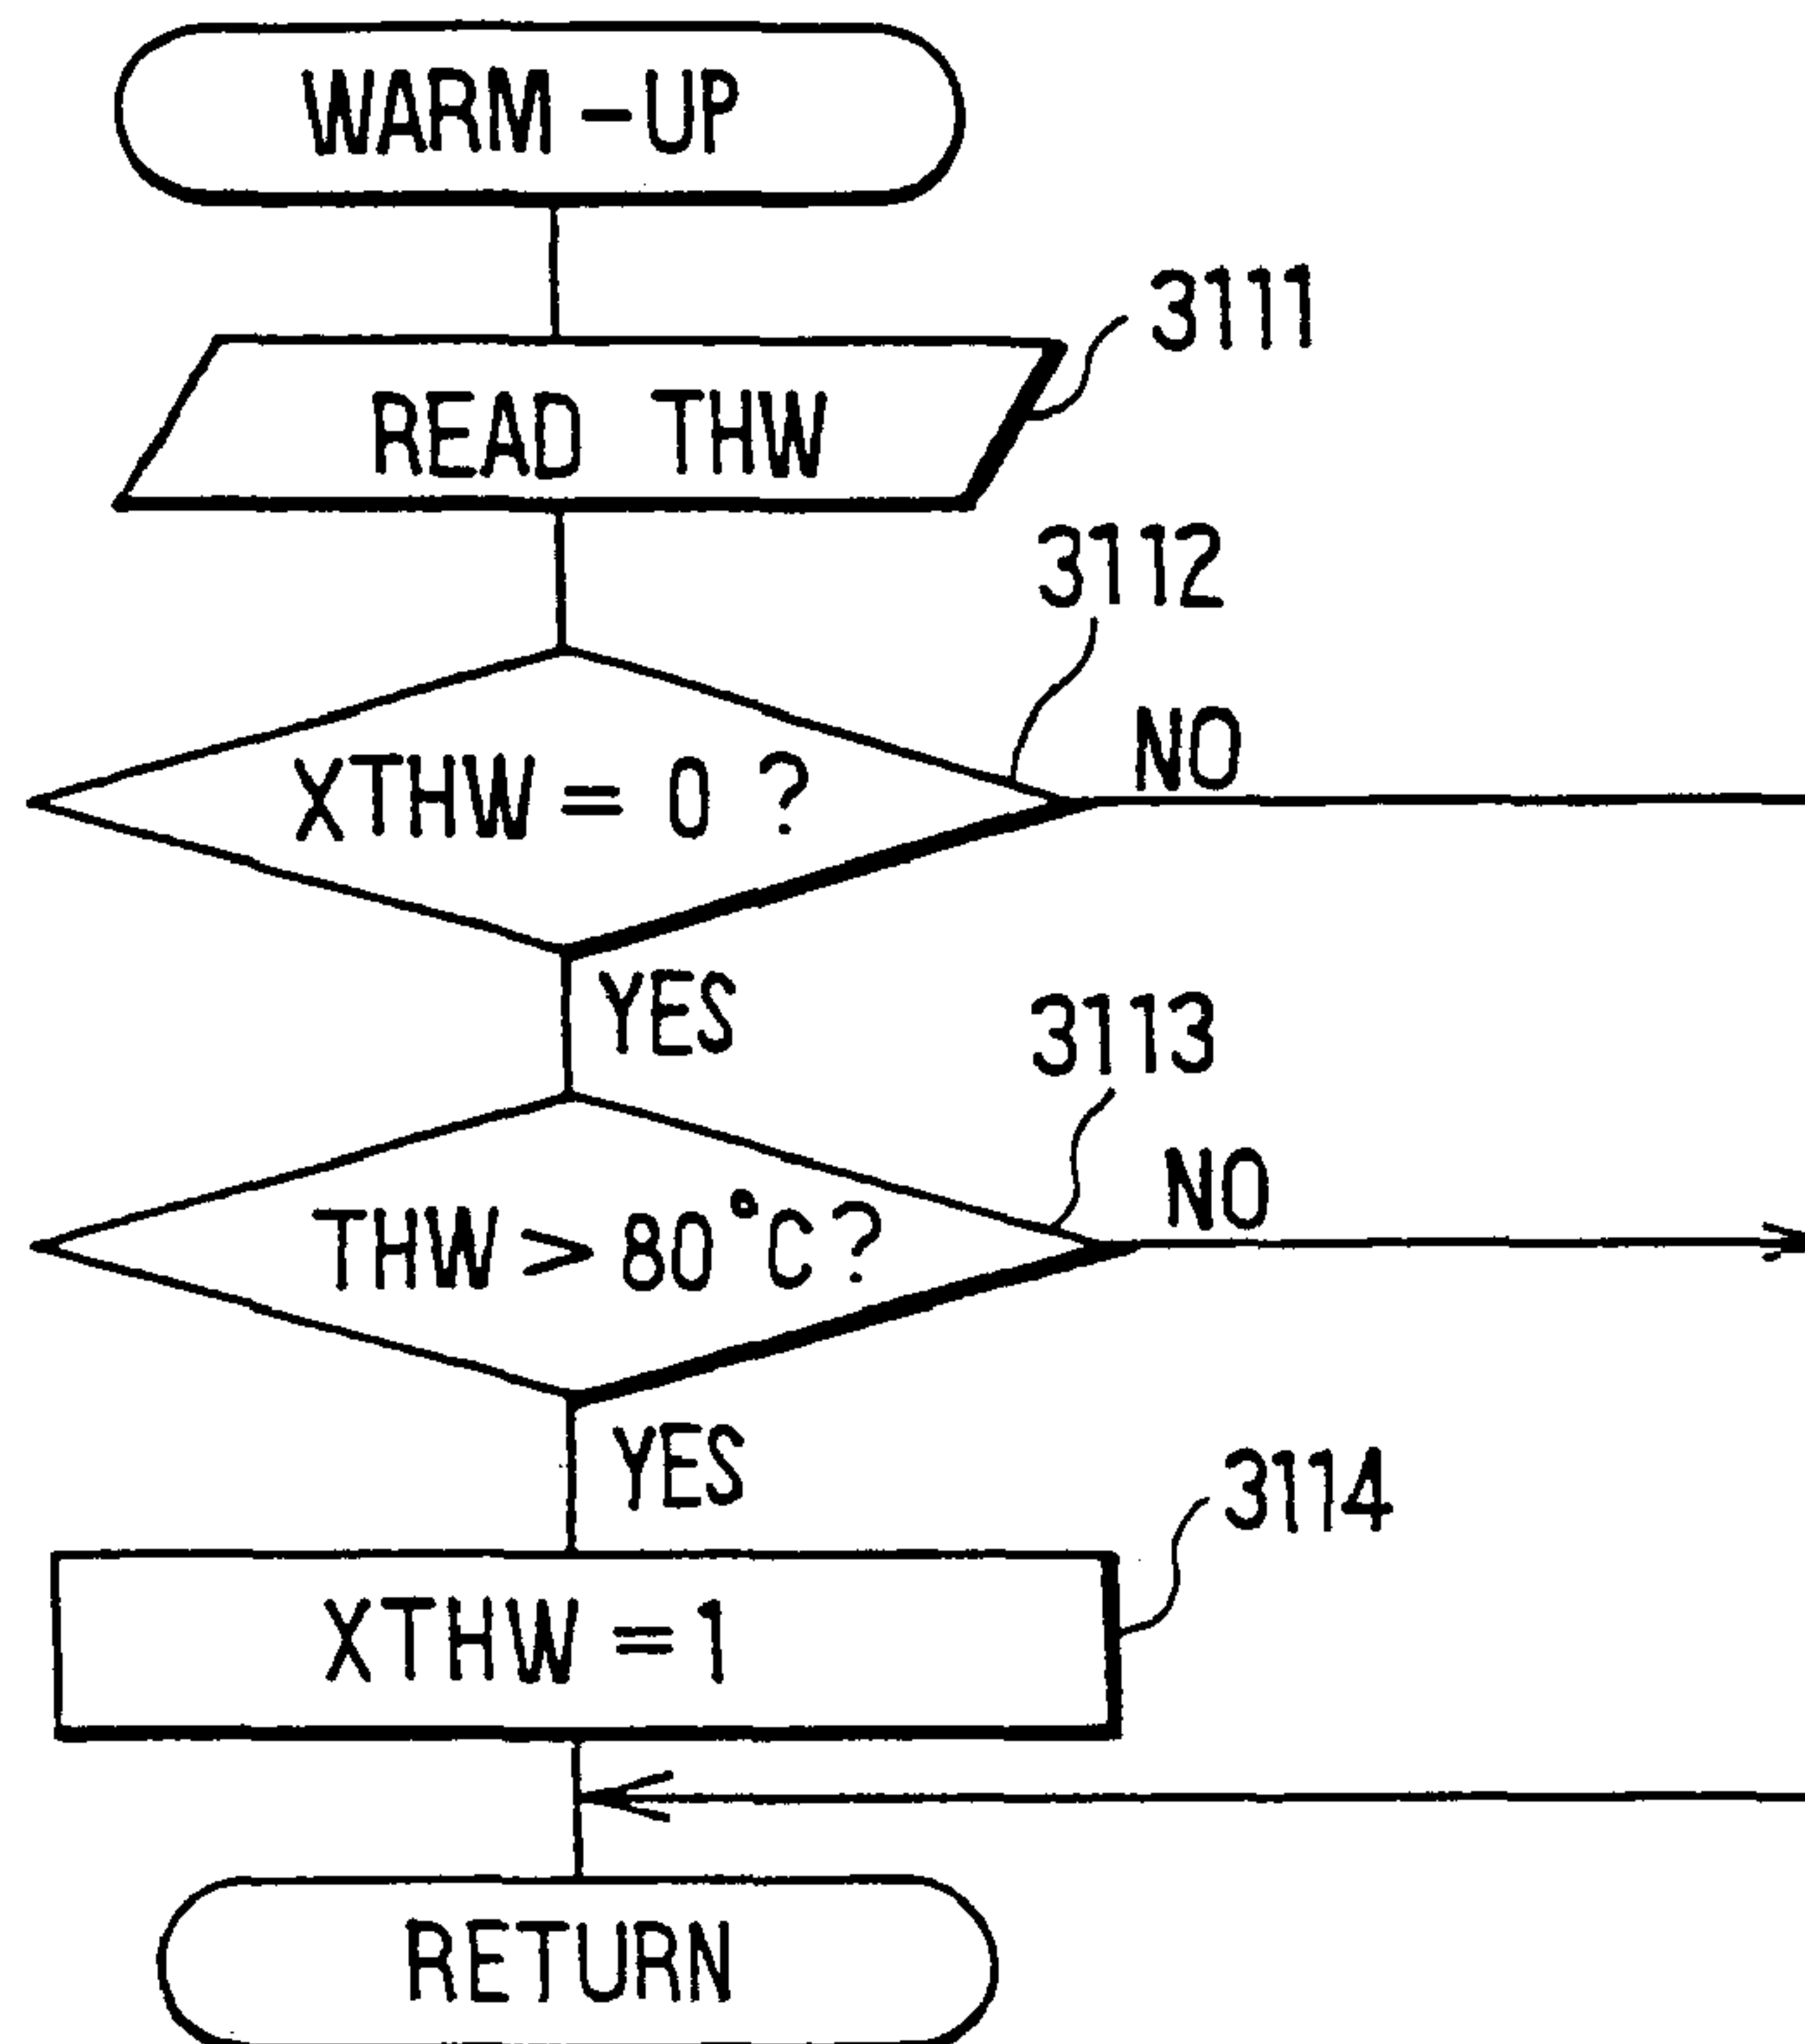 WARM-UP
3111
READ THW
3112
XTHW = 0 ?
NO
YES
3113
THW > 80°C?
NO
YES
3114
XTHW = 1
RETURN